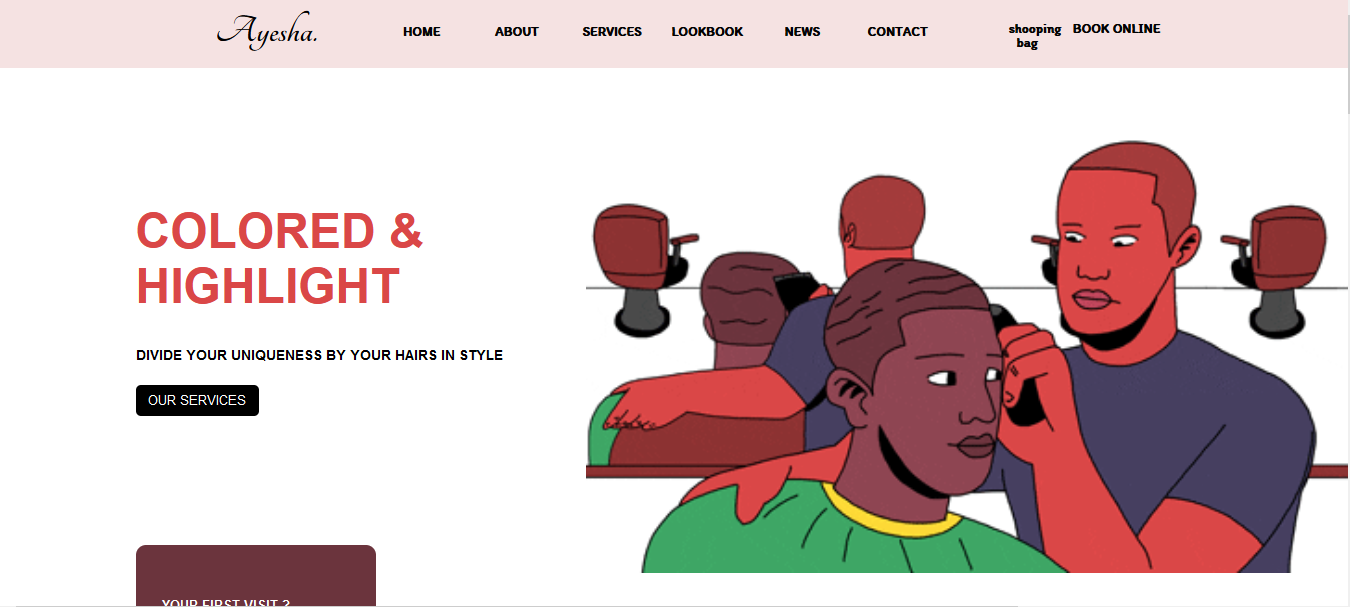 Ayesha.
HOME ABOUT SERVICES LOOKBOOK NEWS CONTACT shooping BOOK ONLINE
bag
COLORED &
HIGHLIGHT
DIVIDE YOUR UNIQUENESS BY YOUR HAIRS IN STYLE
OUR SERVICES
YOUR FIRST VISIT ?